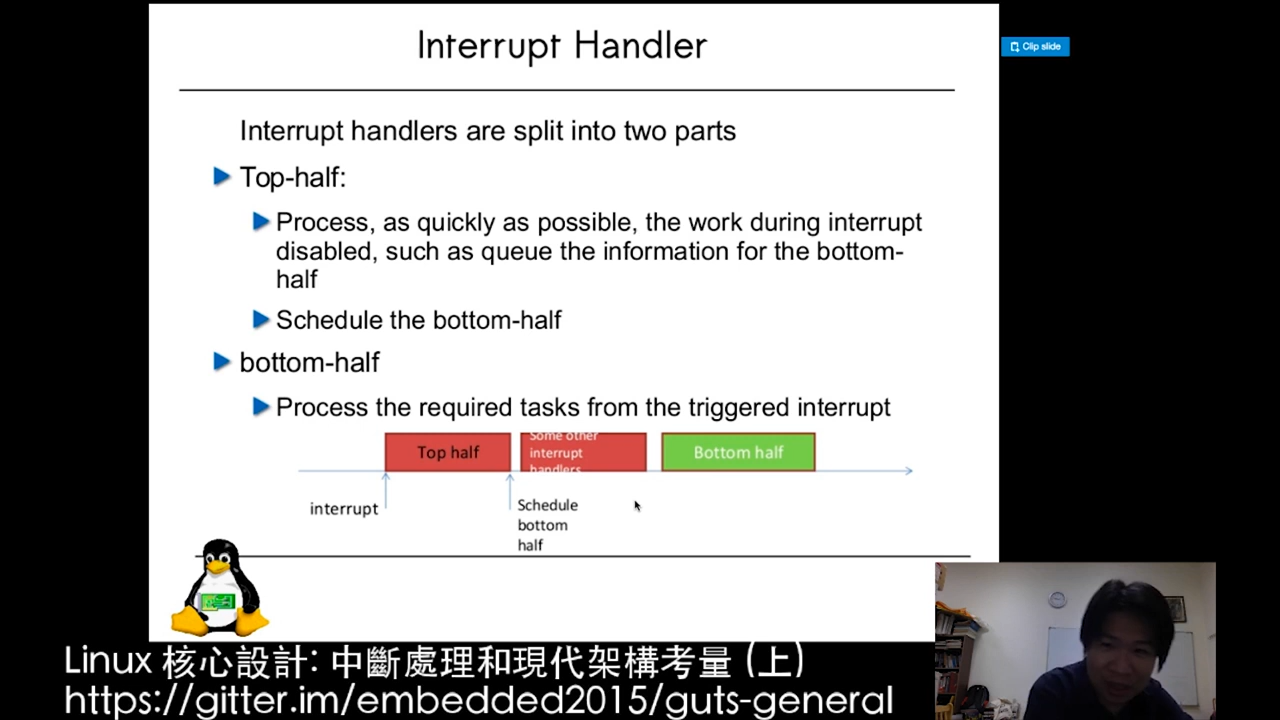 Interrupt Handler
Clip slide
Interrupt handlers are split into two parts
Top-half:
Process, as quickly as possible, the work during interrupt
disabled, such as queue the information for the bottom-
half
Schedule the bottom-half
bottom-half
Process the required tasks from the triggered interrupt
Top half
Some other
interrupt
handlers
Bottom half
interrupt
Schedule
bottom
half
Linux 核心設計: 中斷處理和現代架構考量 (上)
https://gitter.im/embedded2015/guts-general